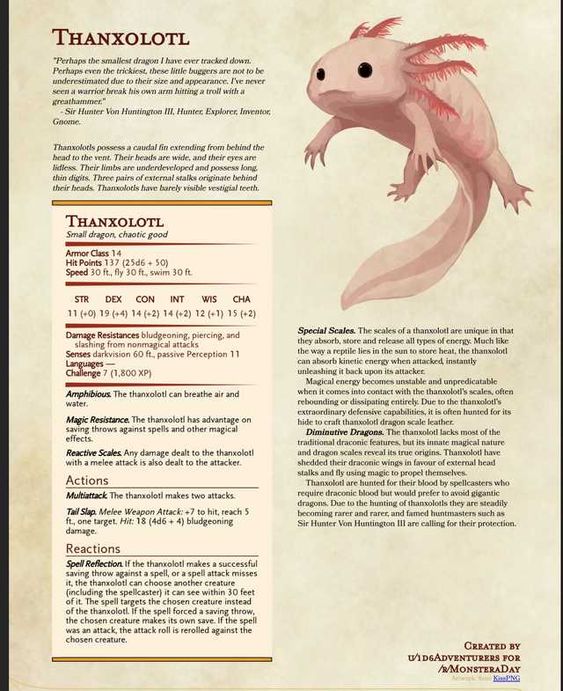 Thanxolotl
"Perhaps the smallest dragon I have ever tracked down.
Perhaps even the trickiest, these little buggers are not to be
underestimated due to their size and appearance. I've never
seen a warrior break his own arm hitting a troll with a
greathammer."
- Sir Hunter Von Huntington III, Hunter, Explorer, Inventor,
Gnome.
Thanxolotls possess a caudal fin extending from behind the
head to the vent. Their heads are wide, and their eyes are
lidless. Their limbs are underdeveloped and possess long,
thin digits. Three pairs of external stalks originate behind
their heads. Thanxolotls have barely visible vestigial teeth.
Thanxolotl
Small dragon, chaotic good
Armor Class 14
Hit Points 137 (25d6 + 50)
Speed 30 ft., fly 30 ft., swim 30 ft.
STR DEX CON INT WIS CHA
11 (+0) 19 (+4) 14 (+2) 14 (+2) 12 (+1) 15 (+2)
Damage Resistances bludgeoning, piercing, and
slashing from nonmagical attacks
Senses darkvision 60 ft., passive Perception 11
Languages —
Challenge 7 (1,800 XP)
Amphibious. The thanxolotl can breathe air and
water.
Magic Resistance. The thanxolotl has advantage on
saving throws against spells and other magical
effects.
Reactive Scales. Any damage dealt to the thanxolotl
with a melee attack is also dealt to the attacker.
Actions
Multiattack. The thanxolotl makes two attacks.
Tail Slap. Melee Weapon Attack: +7 to hit, reach 5
ft., one target. Hit: 18 (4d6 + 4) bludgeoning
damage.
Reactions
Spell Reflection. If the thanxolotl makes a successful
saving throw against a spell, or a spell attack misses
it, the thanxolotl can choose another creature
(including the spellcaster) it can see within 30 feet
of it. The spell targets the chosen creature instead
of the thanxolotl. If the spell forced a saving throw,
the chosen creature makes its own save. If the spell
was an attack, the attack roll is rerolled against the
chosen creature.
Special Scales. The scales of a thanxolotl are unique in that
they absorb, store and release all types of energy. Much like
the way a reptile lies in the sun to store heat, the thanxolotl
can absorb kinetic energy when attacked, instantly
unleashing it back upon its attacker.
Magical energy becomes unstable and unpredicatable
when it comes into contact with the thanxolotl's scales, often
rebounding or dissipating entirely. Due to the thanxolotl's
extraordinary defensive capabilities, it is often hunted for its
hide to craft thanxolotl dragon scale leather.
Diminutive Dragons. The thanxolotl lacks most of the
traditional draconic features, but its innate magical nature
and dragon scales reveal its true origins. Thanxolotl have
shedded their draconic wings in favour of external head
stalks and fly using magic to propel themselves.
Thanxolotl are hunted for their blood by spellcasters who
require draconic blood but would prefer to avoid gigantic
dragons. Due to the hunting of thanxolotls they are steadily
becoming rarer and rarer, and famed huntmasters such as
Sir Hunter Von Huntington III are calling for their protection.
Created by
u/1d6Adventurers for
/r/MonsteraDay
KissPNG